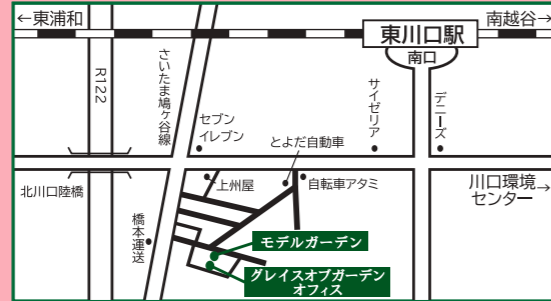 ←東浦和
南越谷→
東川口駅
南口
R122
さいたま鳩ヶ谷線
セブン
イレブン
サイゼリア
デニーズ
とよだ自動車
北川口陸橋
上州屋
自転車アタミ
川口環境
センター→
橋本運送
モデルガーデン
グレイスオブガーデン
オフィス